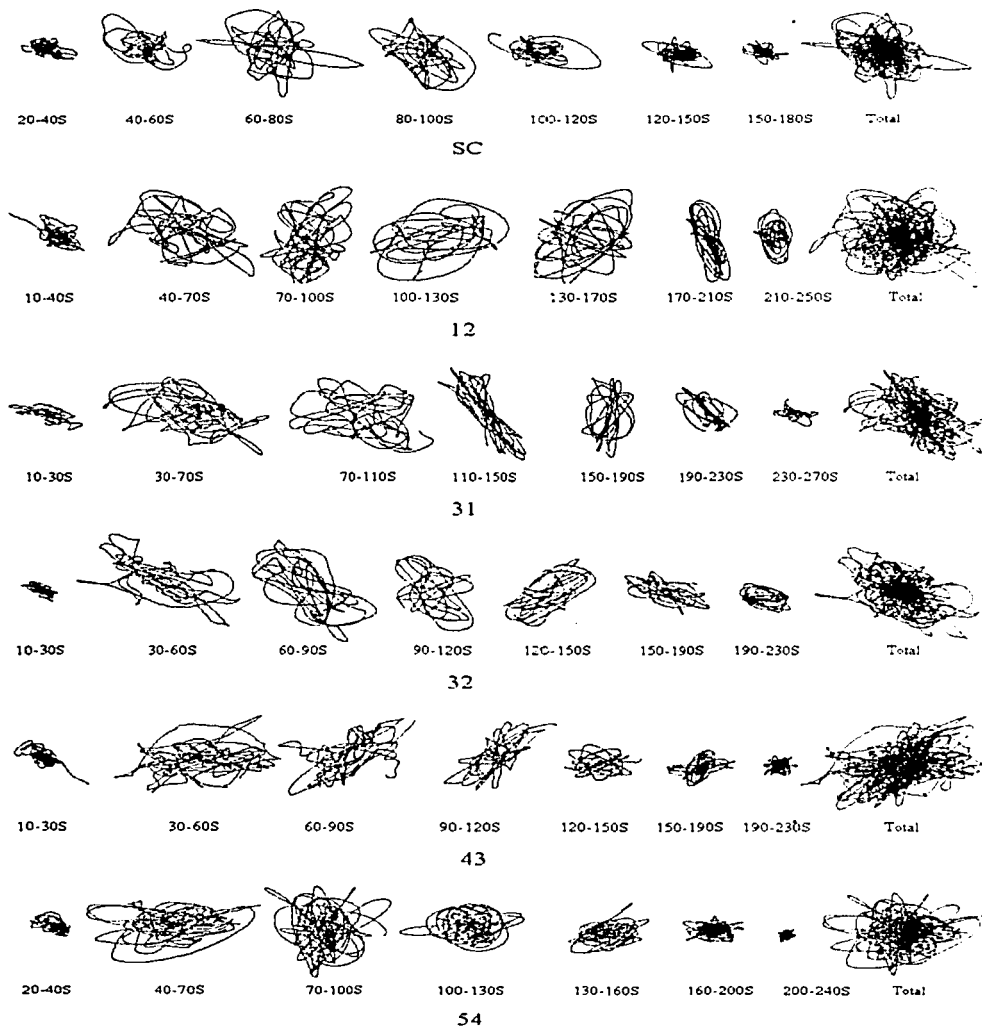 20-40S 40-60S 60-80S 80-100S 100-120S 120-150S 150-180S Total
SC
10-40S 40-70S 70-100S 100-130S 130-170S 170-210S 210-250S Total
12
10-30S 30-70S 70-110S 110-150S 150-190S 190-230S 230-270S Total
31
10-30S 30-60S 60-90S 90-120S 120-150S 150-190S 190-230S Total
32
10-30S 30-60S 60-90S 90-120S 120-150S 150-190S 190-230S Total
43
20-40S 40-70S 70-100S 100-130S 130-160S 160-200S 200-240S Total
54